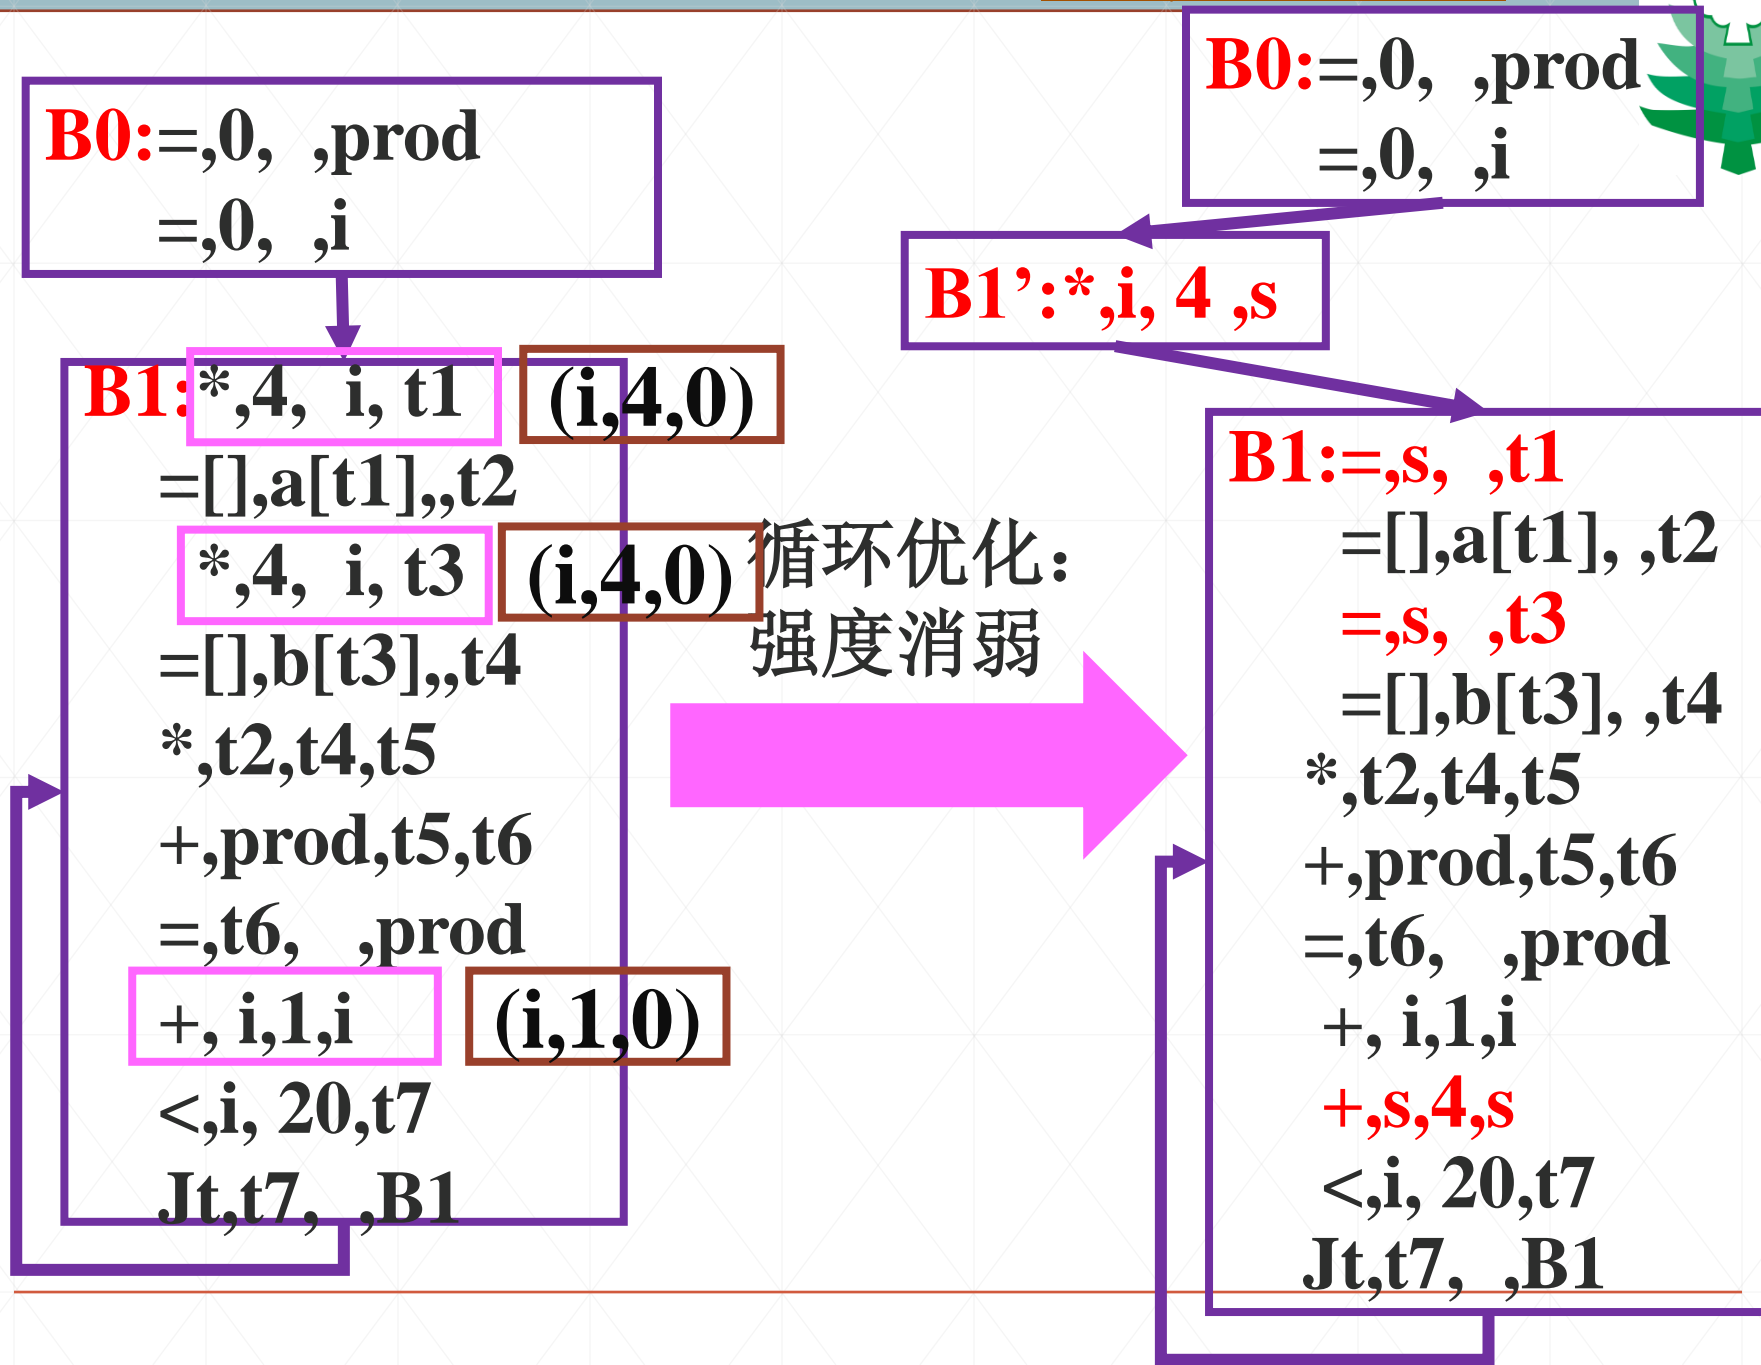 B0:=,0, ,prod
=,0, ,i
B1:*,4, i, t1 (i,4,0)
=[],a[t1],,t2
*,4, i, t3 (i,4,0)
=[],b[t3],,t4
*,t2,t4,t5
+,prod,t5,t6
=,t6, ,prod
+, i,1,i (i,1,0)
<,i, 20,t7
Jt,t7, ,B1
循环优化：
强度消弱
B0:=,0, ,prod
=,0, ,i
B1’:*,i, 4 ,s
B1:=,s, ,t1
=[],a[t1], ,t2
=,s, ,t3
=[],b[t3], ,t4
*,t2,t4,t5
+,prod,t5,t6
=,t6, ,prod
+, i,1,i
+,s,4,s
<,i, 20,t7
Jt,t7, ,B1